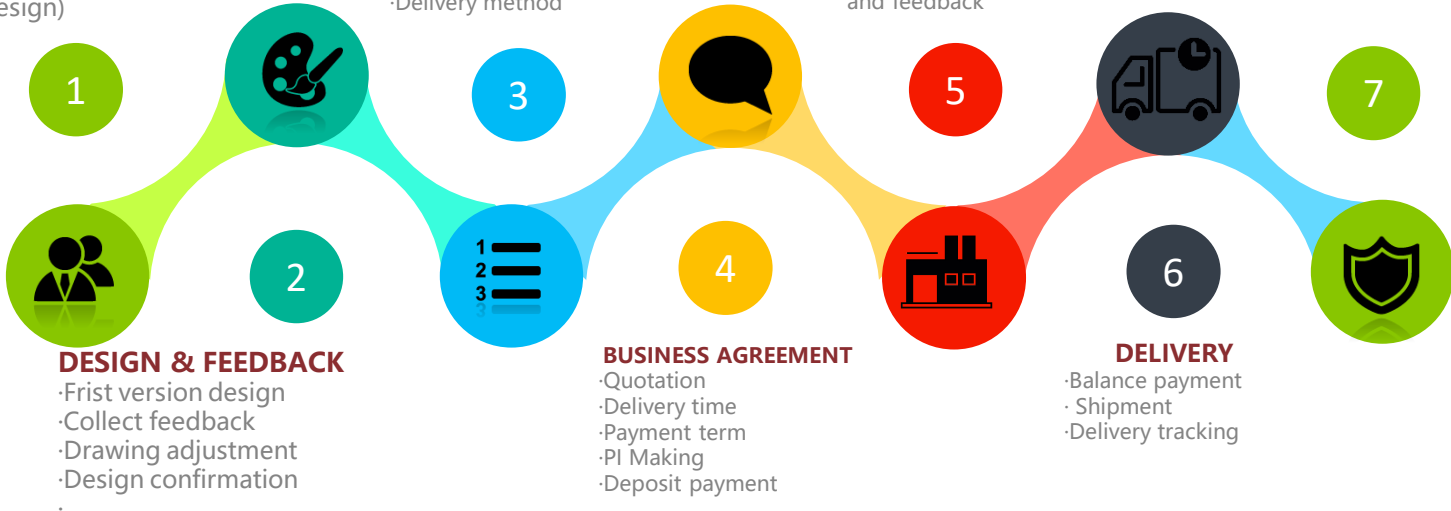 ·Delivery method
and feedback
1
3
5
7
2
4
6
1
2
3
3
DESIGN & FEEDBACK
·Frist version design
·Collect feedback
·Drawing adjustment
·Design confirmation
·
BUSINESS AGREEMENT
·Quotation
·Delivery time
·Payment term
·PI Making
·Deposit payment
DELIVERY
·Balance payment
· Shipment
·Delivery tracking